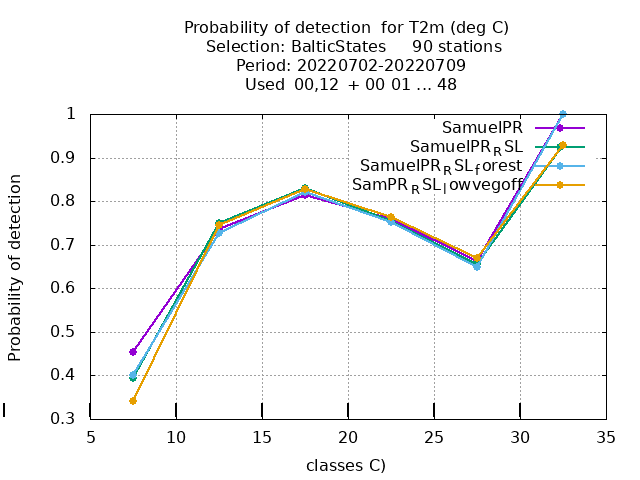 Probability of detection  for T2m (deg C)
Selection: BalticStates     90 stations
Period: 20220702-20220709
Used  00,12  + 00 01 ... 48
Probability of detection
1
0.9
0.8
0.7
0.6
0.5
0.4
0.3
5 10 15 20 25 30 35
classes C)
SamuelPR
SamuelPR_RSL
SamuelPR_RSL_forest
SamPR_RSL_lowvegoff